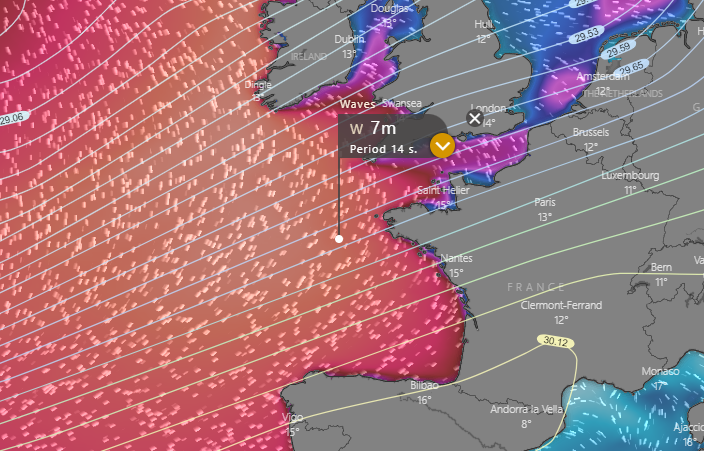 Douglas
13°
Hull
12°
29.53
29.59
29.65
Dublin
13°
IRELAND
Amsterdam
12°
THE NETHERLANDS
Dingle
Waves
Swansea
London
14°
29.06
W 7m
Period 14 s.
Brussels
12°
Luxembourg
11°
Saint Helier
15°
Paris
13°
Nantes
15°
Bern
11°
FRANCE
Clermont-Ferrand
12°
30.12
Monaco
17°
Bilbao
16°
Andorra la Vella
8°
Vigo
15°
Ajaccio
18°